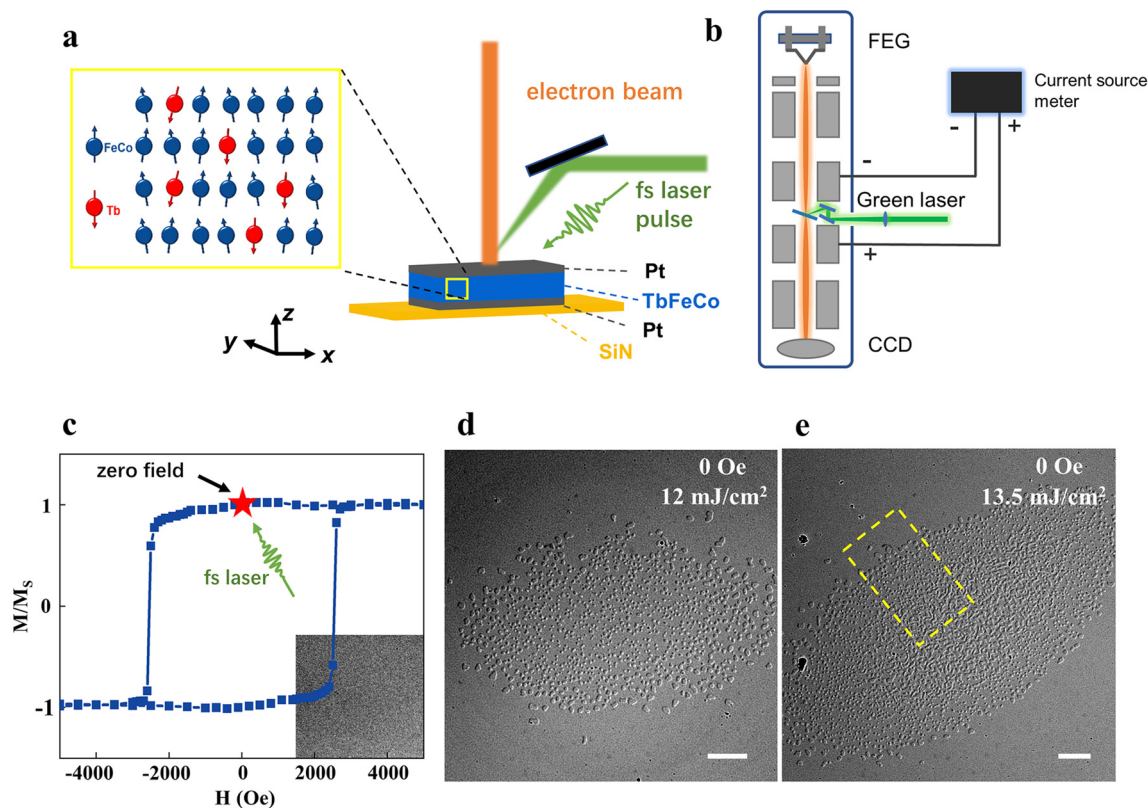 a
FeCo
Tb
electron beam
fs laser
pulse
Pt
TbFeCo
Pt
SiN
z
y
x
b
FEG
Current source
meter
-
+
-
Green laser
+
CCD
c
zero field
fs laser
M/MS
1
0
-1
-4000 -2000 0 2000 4000
H (Oe)
d
0 Oe
12 mJ/cm²
e
0 Oe
13.5 mJ/cm²